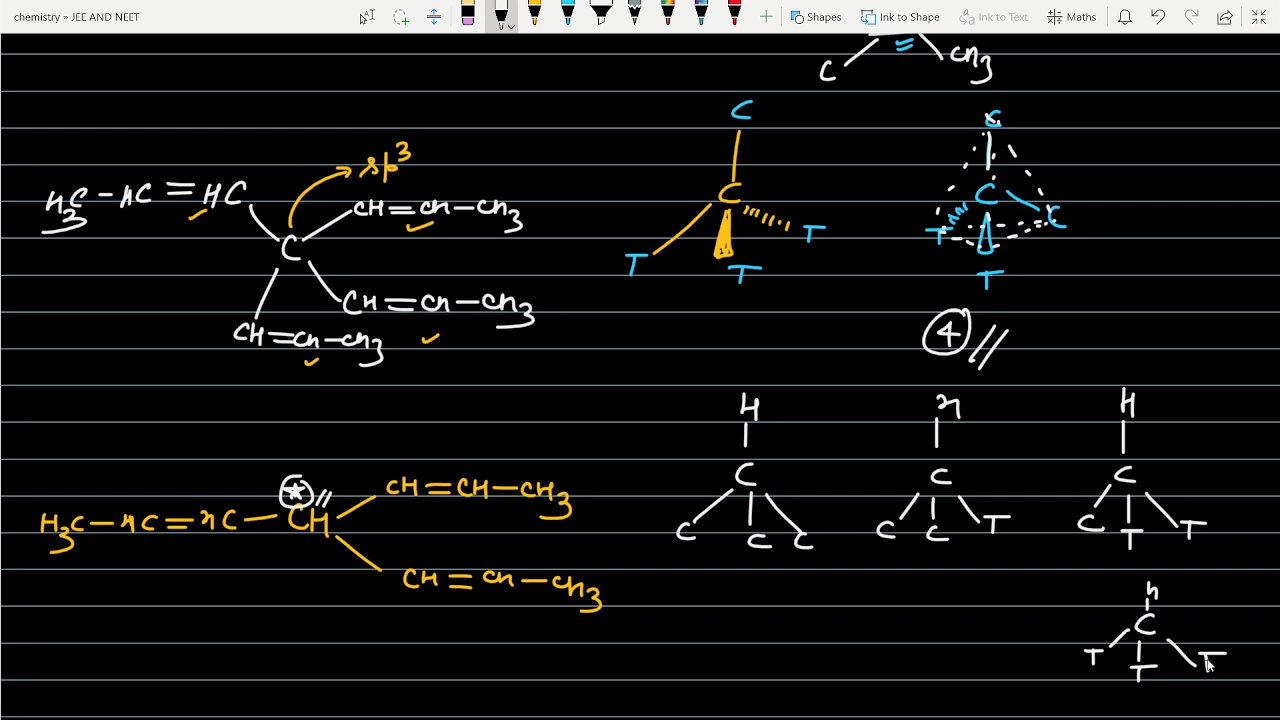 chemistry » JEE AND NEET
Shapes
Ink to Shape
Ink to Text
Maths
C = CH3
C
C
T
T
T
C
C
C
T
T
sp3
H3C - HC = HC
CH = CH - CH3
C
CH = CH - CH3
CH = CH - CH3
4 //
H
C
C C C
H
C
C C T
H
C
C T T
★ //
H3C - HC = HC - CH
CH = CH - CH3
CH = CH - CH3
H
C
T T T